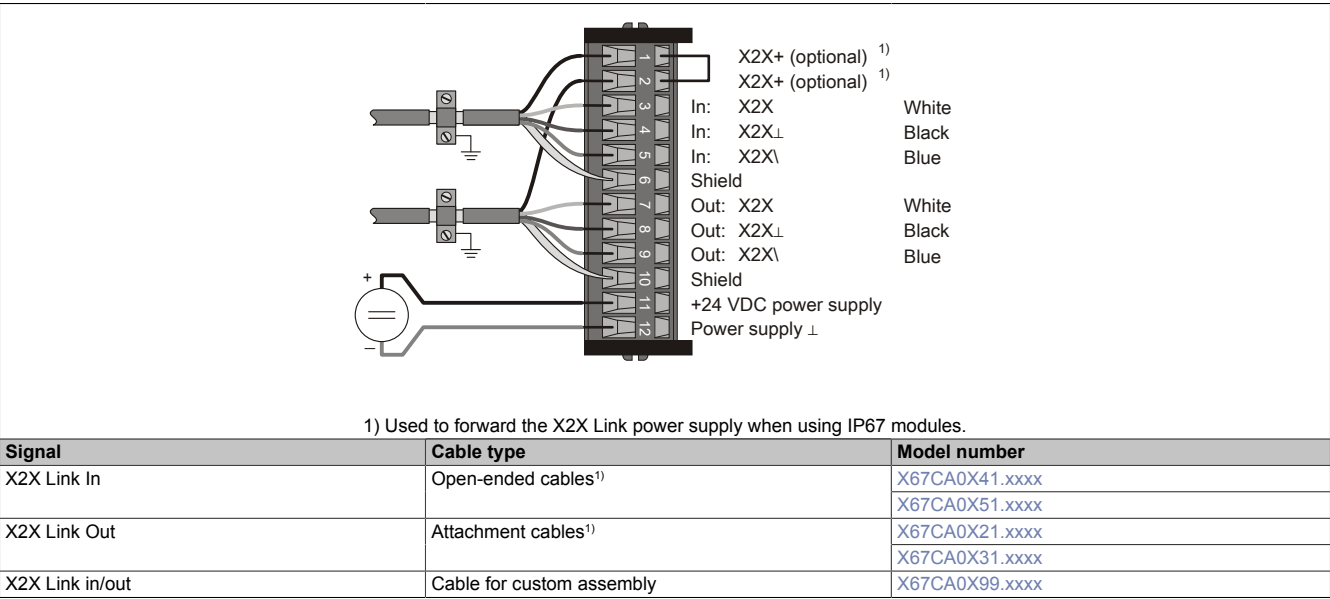 1 X2X+ (optional) 1)
2 X2X+ (optional) 1)
3 In: X2X White
4 In: X2X⊥ Black
5 In: X2X\ Blue
6 Shield
7 Out: X2X White
8 Out: X2X⊥ Black
9 Out: X2X\ Blue
10 Shield
+
11 +24 VDC power supply
12 Power supply ⊥
–
1) Used to forward the X2X Link power supply when using IP67 modules.
Signal Cable type Model number
X2X Link In Open-ended cables1) X67CA0X41.xxxx
X67CA0X51.xxxx
X2X Link Out Attachment cables1) X67CA0X21.xxxx
X67CA0X31.xxxx
X2X Link in/out Cable for custom assembly X67CA0X99.xxxx